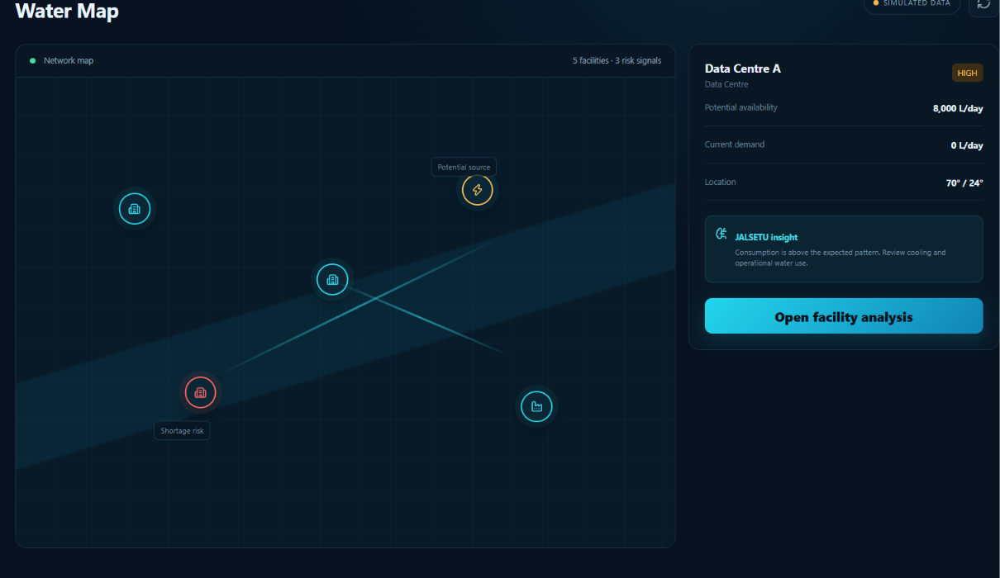 Water Map
SIMULATED DATA
Network map
5 facilities · 3 risk signals
Potential source
Shortage risk
Data Centre A
HIGH
Data Centre
Potential availability
8,000 L/day
Current demand
0 L/day
Location
70° / 24°
JALSETU insight
Consumption is above the expected pattern. Review cooling and
operational water use.
Open facility analysis